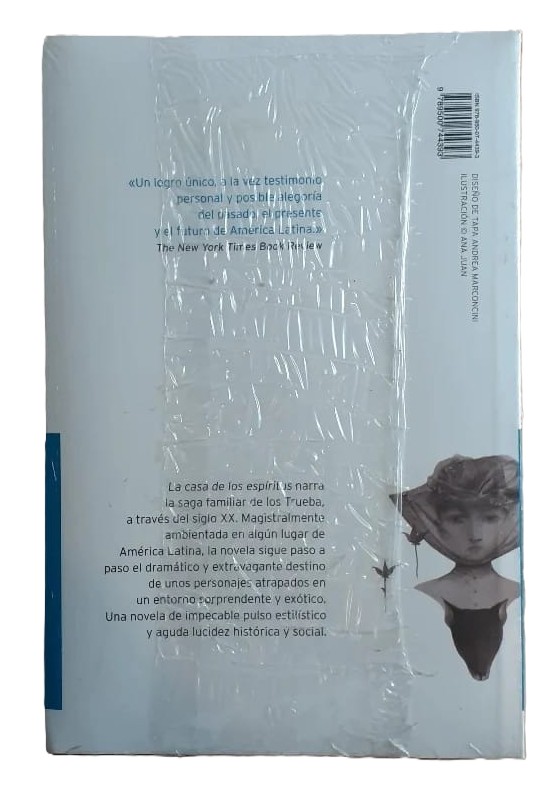 «Un logro único, a la vez testimonio
personal y posible alegoría
del pasado, el presente
y el futuro de América Latina.»
The New York Times Book Review
La casa de los espíritus narra
la saga familiar de los Trueba,
a través del siglo XX. Magistralmente
ambientada en algún lugar de
América Latina, la novela sigue paso a
paso el dramático y extravagante destino
de unos personajes atrapados en
un entorno sorprendente y exótico.
Una novela de impecable pulso estilístico
y aguda lucidez histórica y social.
9789500744393
DISEÑO DE TAPA ANDREA MARCONCINI
ILUSTRACIÓN © ANA JUAN